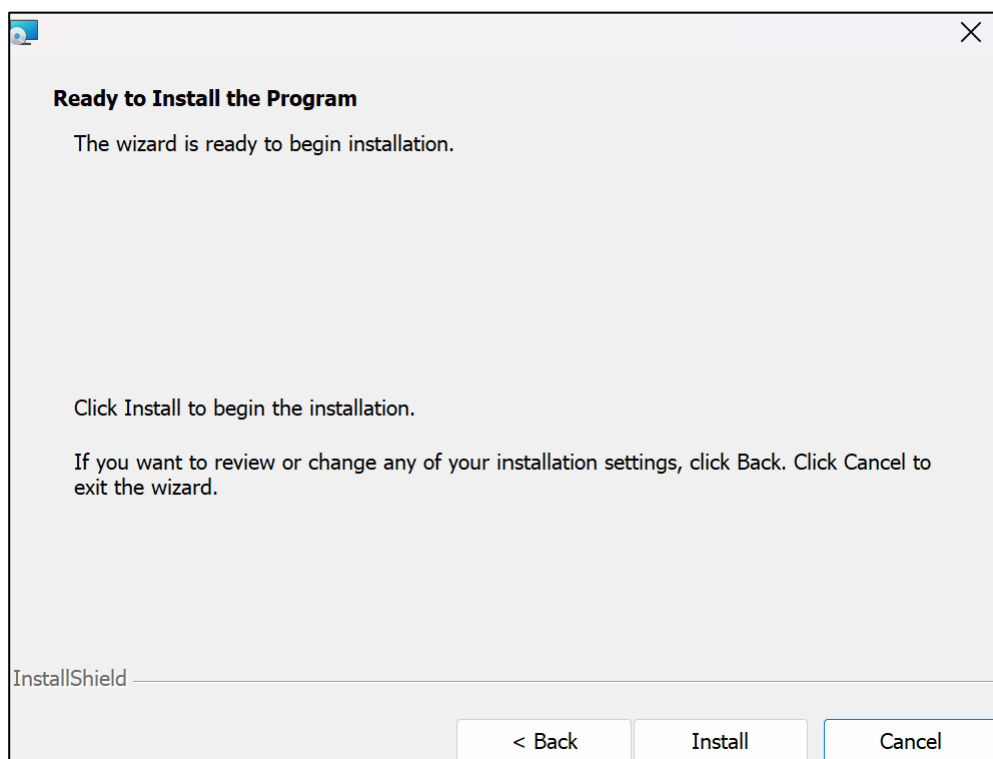 Ready to Install the Program
The wizard is ready to begin installation.
Click Install to begin the installation.
If you want to review or change any of your installation settings, click Back. Click Cancel to
exit the wizard.
InstallShield
< Back Install Cancel